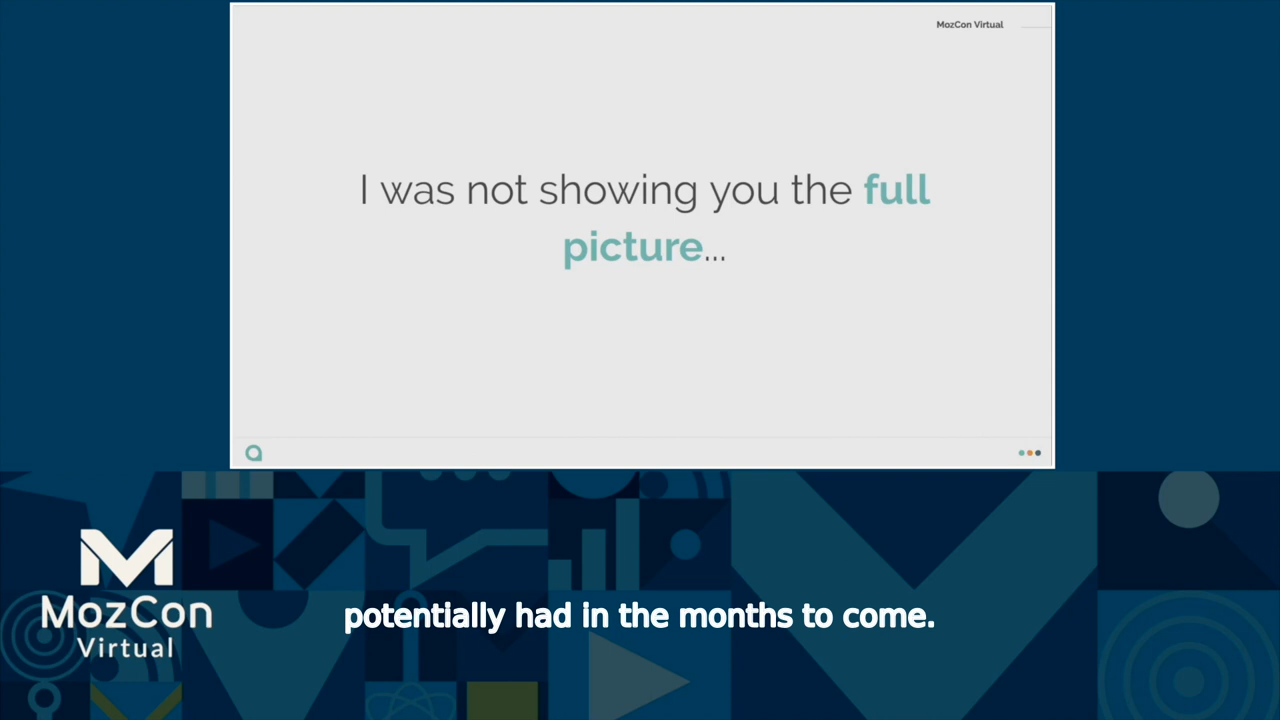 MozCon Virtual
I was not showing you the full
picture...
MozCon
Virtual
potentially had in the months to come.